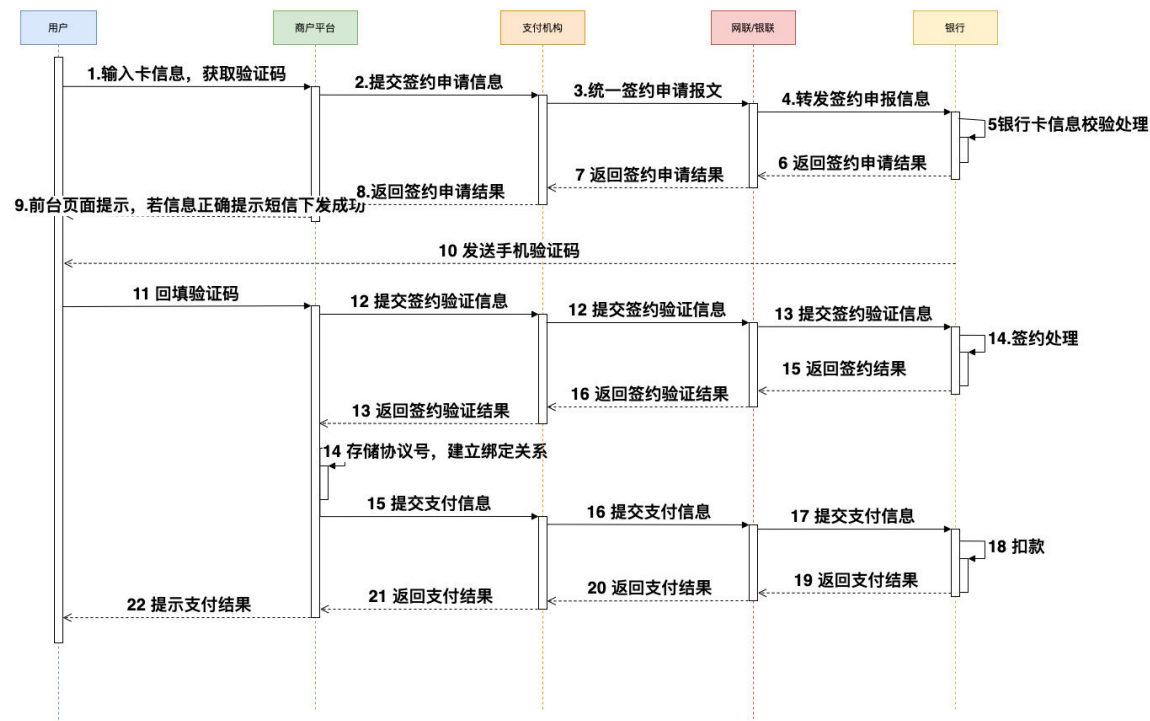 用户
商户平台
支付机构
网联/银联
银行
1.输入卡信息，获取验证码
2.提交签约申请信息
3.统一签约申请报文
4.转发签约申报信息
5银行卡信息校验处理
6 返回签约申请结果
7 返回签约申请结果
8.返回签约申请结果
9.前台页面提示，若信息正确提示短信下发成功
10 发送手机验证码
11 回填验证码
12 提交签约验证信息
12 提交签约验证信息
13 提交签约验证信息
14.签约处理
15 返回签约结果
16 返回签约验证结果
13 返回签约验证结果
14 存储协议号，建立绑定关系
15 提交支付信息
16 提交支付信息
17 提交支付信息
18 扣款
19 返回支付结果
20 返回支付结果
21 返回支付结果
22 提示支付结果